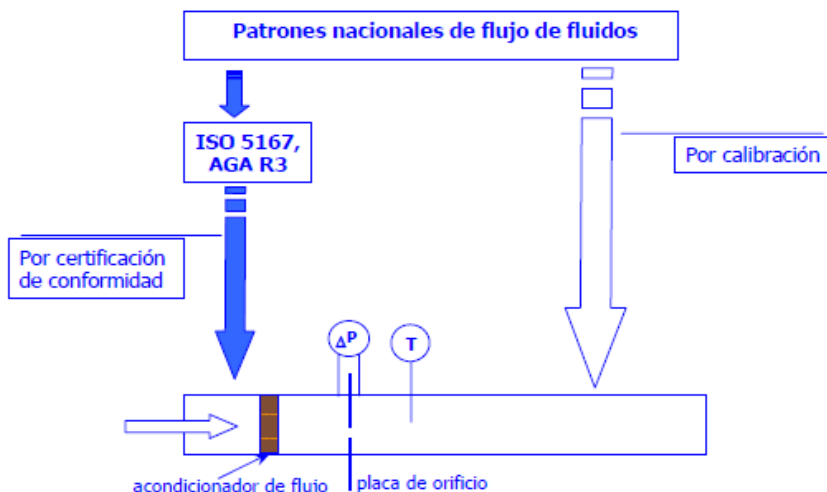 Patrones nacionales de flujo de fluidos
ISO 5167,
AGA R3
Por calibración
Por certificación
de conformidad
ΔP
T
acondicionador de flujo
placa de orificio